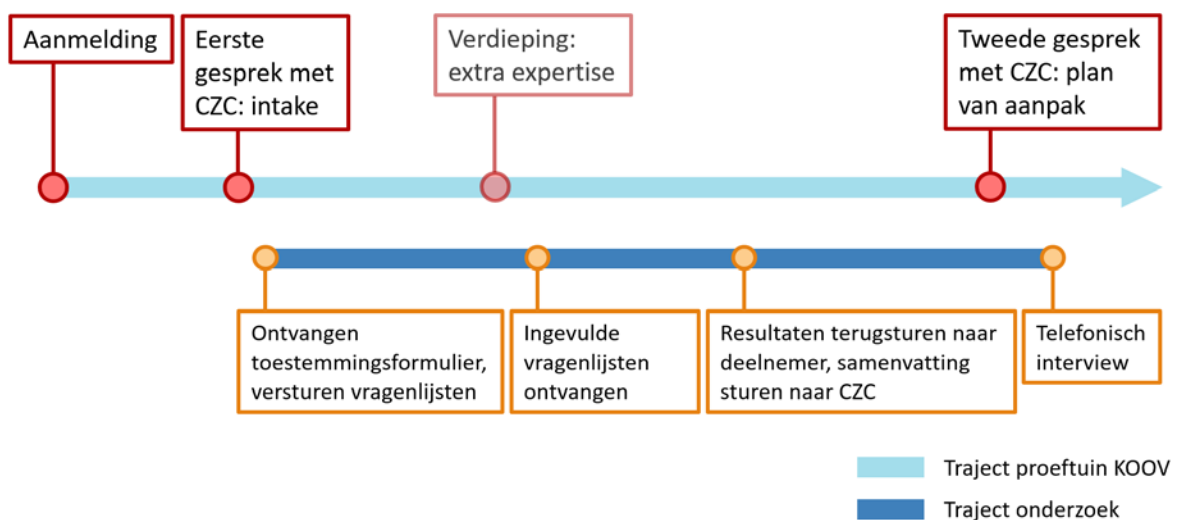 Aanmelding
Eerste
gesprek met
CZC: intake
Verdieping:
extra expertise
Tweede gesprek
met CZC: plan
van aanpak
Ontvangen
toestemmingsformulier,
versturen vragenlijsten
Ingevulde
vragenlijsten
ontvangen
Resultaten terugsturen naar
deelnemer, samenvatting
sturen naar CZC
Telefonisch
interview
Traject proeftuin KOOV
Traject onderzoek